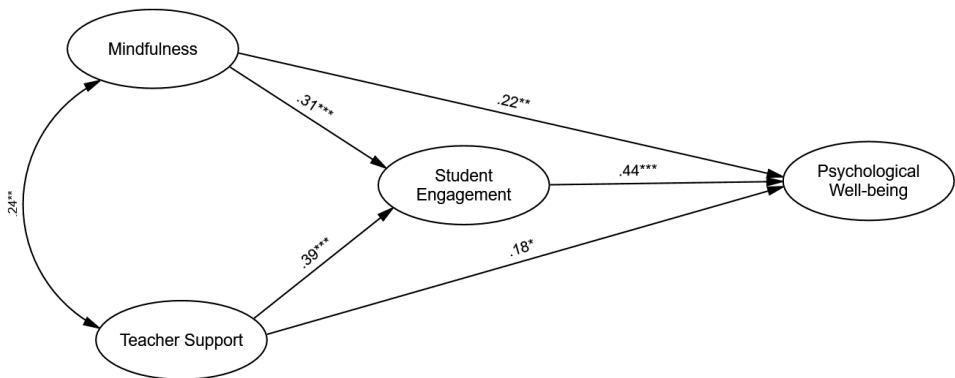 Mindfulness
.22**
.31***
Student
Engagement
.44***
Psychological
Well-being
.24**
.39***
.18*
Teacher Support